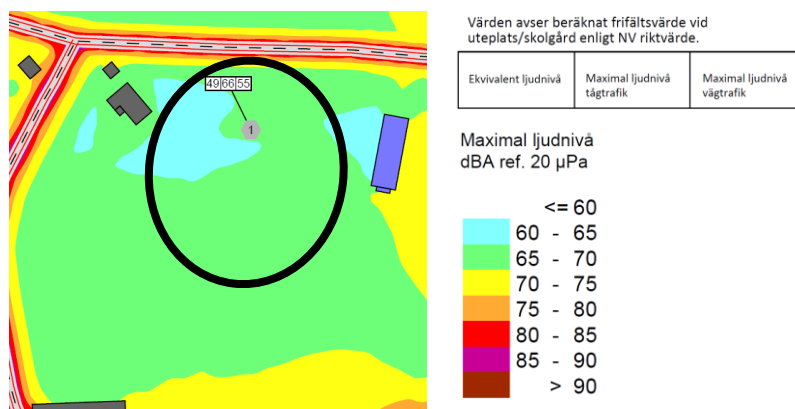 49 66 55
1
Värden avser beräknat frifältsvärde vid
uteplats/skolgård enligt NV riktvärde.
Ekvivalent ljudnivå
Maximal ljudnivå
tågtrafik
Maximal ljudnivå
vägtrafik
Maximal ljudnivå
dBA ref. 20 µPa
<= 60
60 - 65
65 - 70
70 - 75
75 - 80
80 - 85
85 - 90
> 90